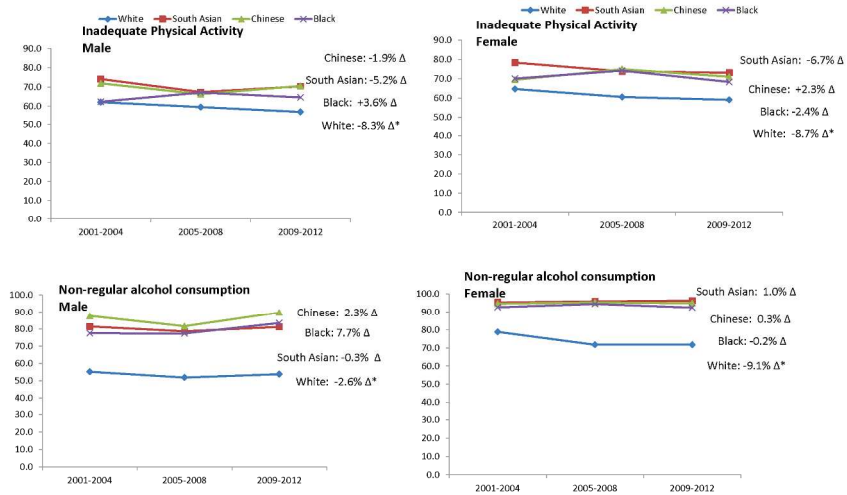 White South Asian Chinese Black
Inadequate Physical Activity
Male
90.0
80.0
70.0
60.0
50.0
40.0
30.0
20.0
10.0
0.0
Chinese: -1.9% Δ
South Asian: -5.2% Δ
Black: +3.6% Δ
White: -8.3% Δ*
2001-2004 2005-2008 2009-2012
White South Asian Chinese Black
Inadequate Physical Activity
Female
90.0
80.0
70.0
60.0
50.0
40.0
30.0
20.0
10.0
0.0
South Asian: -6.7% Δ
Chinese: +2.3% Δ
Black: -2.4% Δ
White: -8.7% Δ*
2001-2004 2005-2008 2009-2012
Non-regular alcohol consumption
Male
100.0
90.0
80.0
70.0
60.0
50.0
40.0
30.0
20.0
10.0
0.0
Chinese: 2.3% Δ
Black: 7.7% Δ
South Asian: -0.3% Δ
White: -2.6% Δ*
2001-2004 2005-2008 2009-2012
Non-regular alcohol consumption
Female
100.0
90.0
80.0
70.0
60.0
50.0
40.0
30.0
20.0
10.0
0.0
South Asian: 1.0% Δ
Chinese: 0.3% Δ
Black: -0.2% Δ
White: -9.1% Δ*
2001-2004 2005-2008 2009-2012